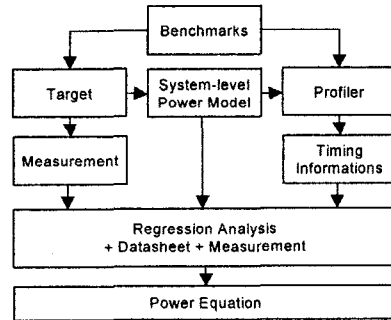 Benchmarks
Target
System-level
Power Model
Profiler
Measurement
Timing
Informations
Regression Analysis
+ Datasheet + Measurement
Power Equation